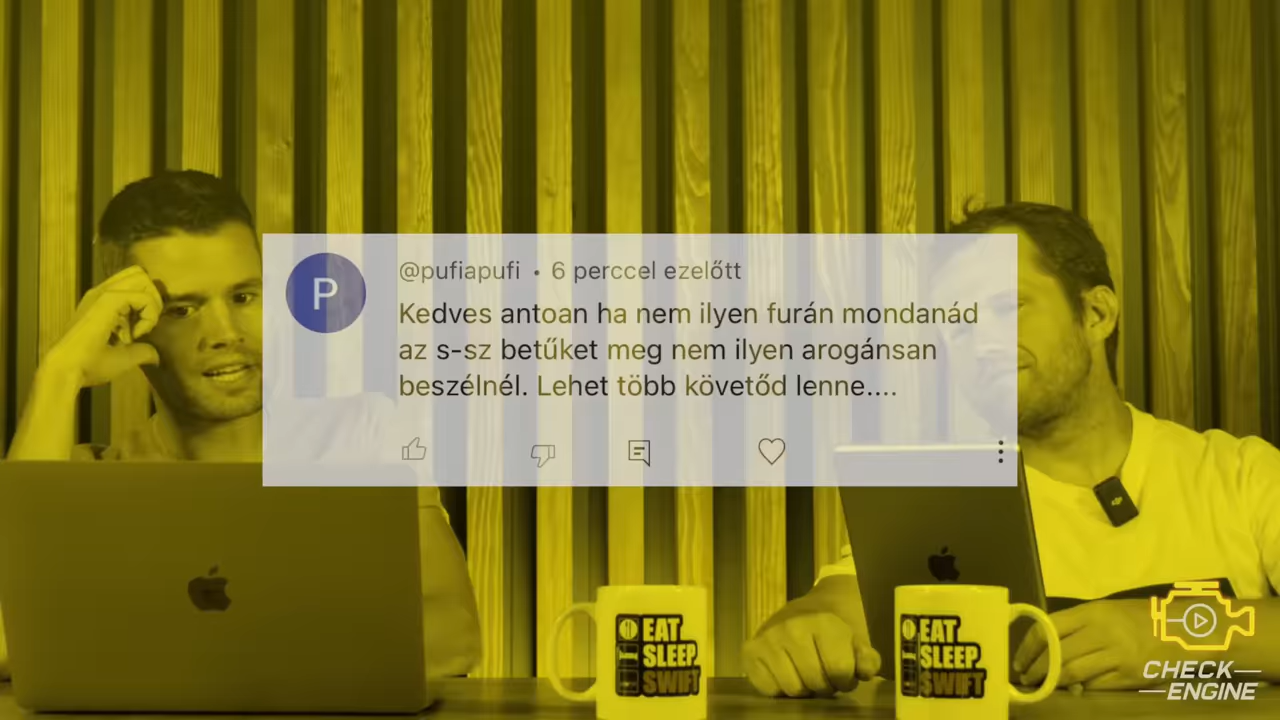 P
@pufiapufi • 6 perccel ezelőtt
Kedves antoan ha nem ilyen furán mondanád
az s-sz betűket meg nem ilyen arogánsan
beszélnél. Lehet több követőd lenne....
EAT
SLEEP
SWIFT
EAT
SLEEP
SWIFT
CHECK
ENGINE